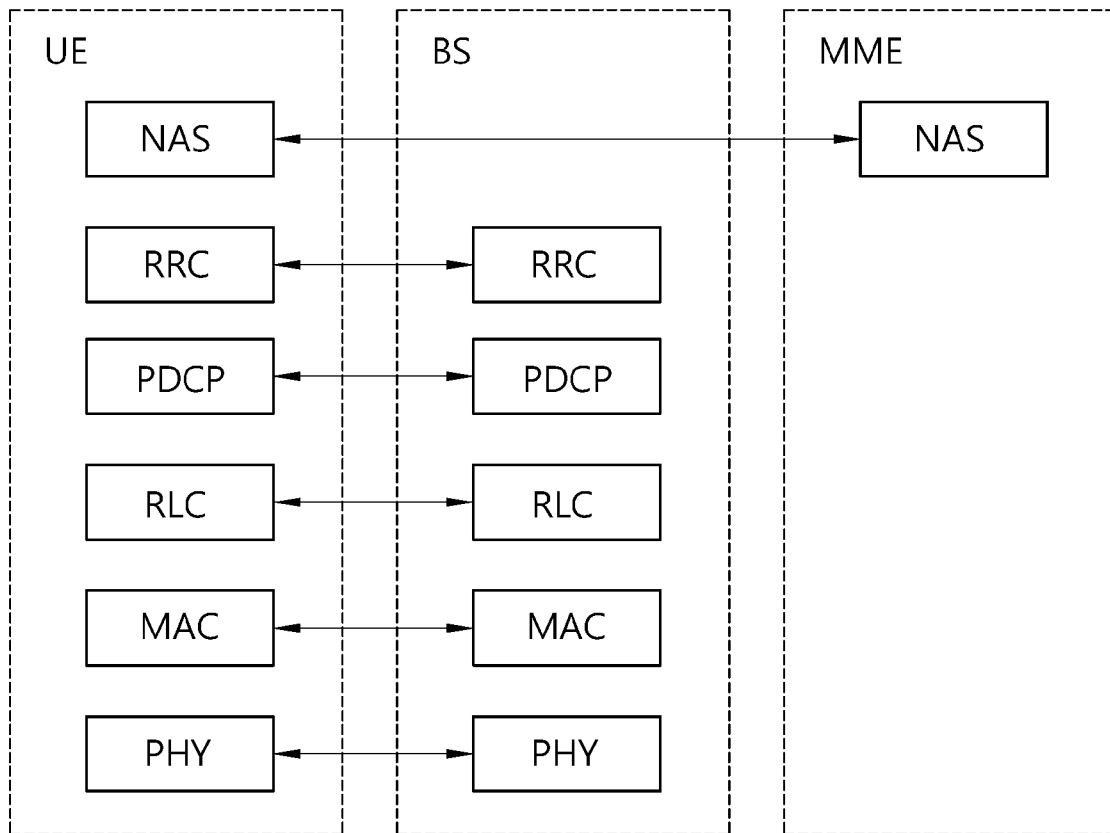 UE BS MME
NAS NAS
RRC RRC
PDCP PDCP
RLC RLC
MAC MAC
PHY PHY